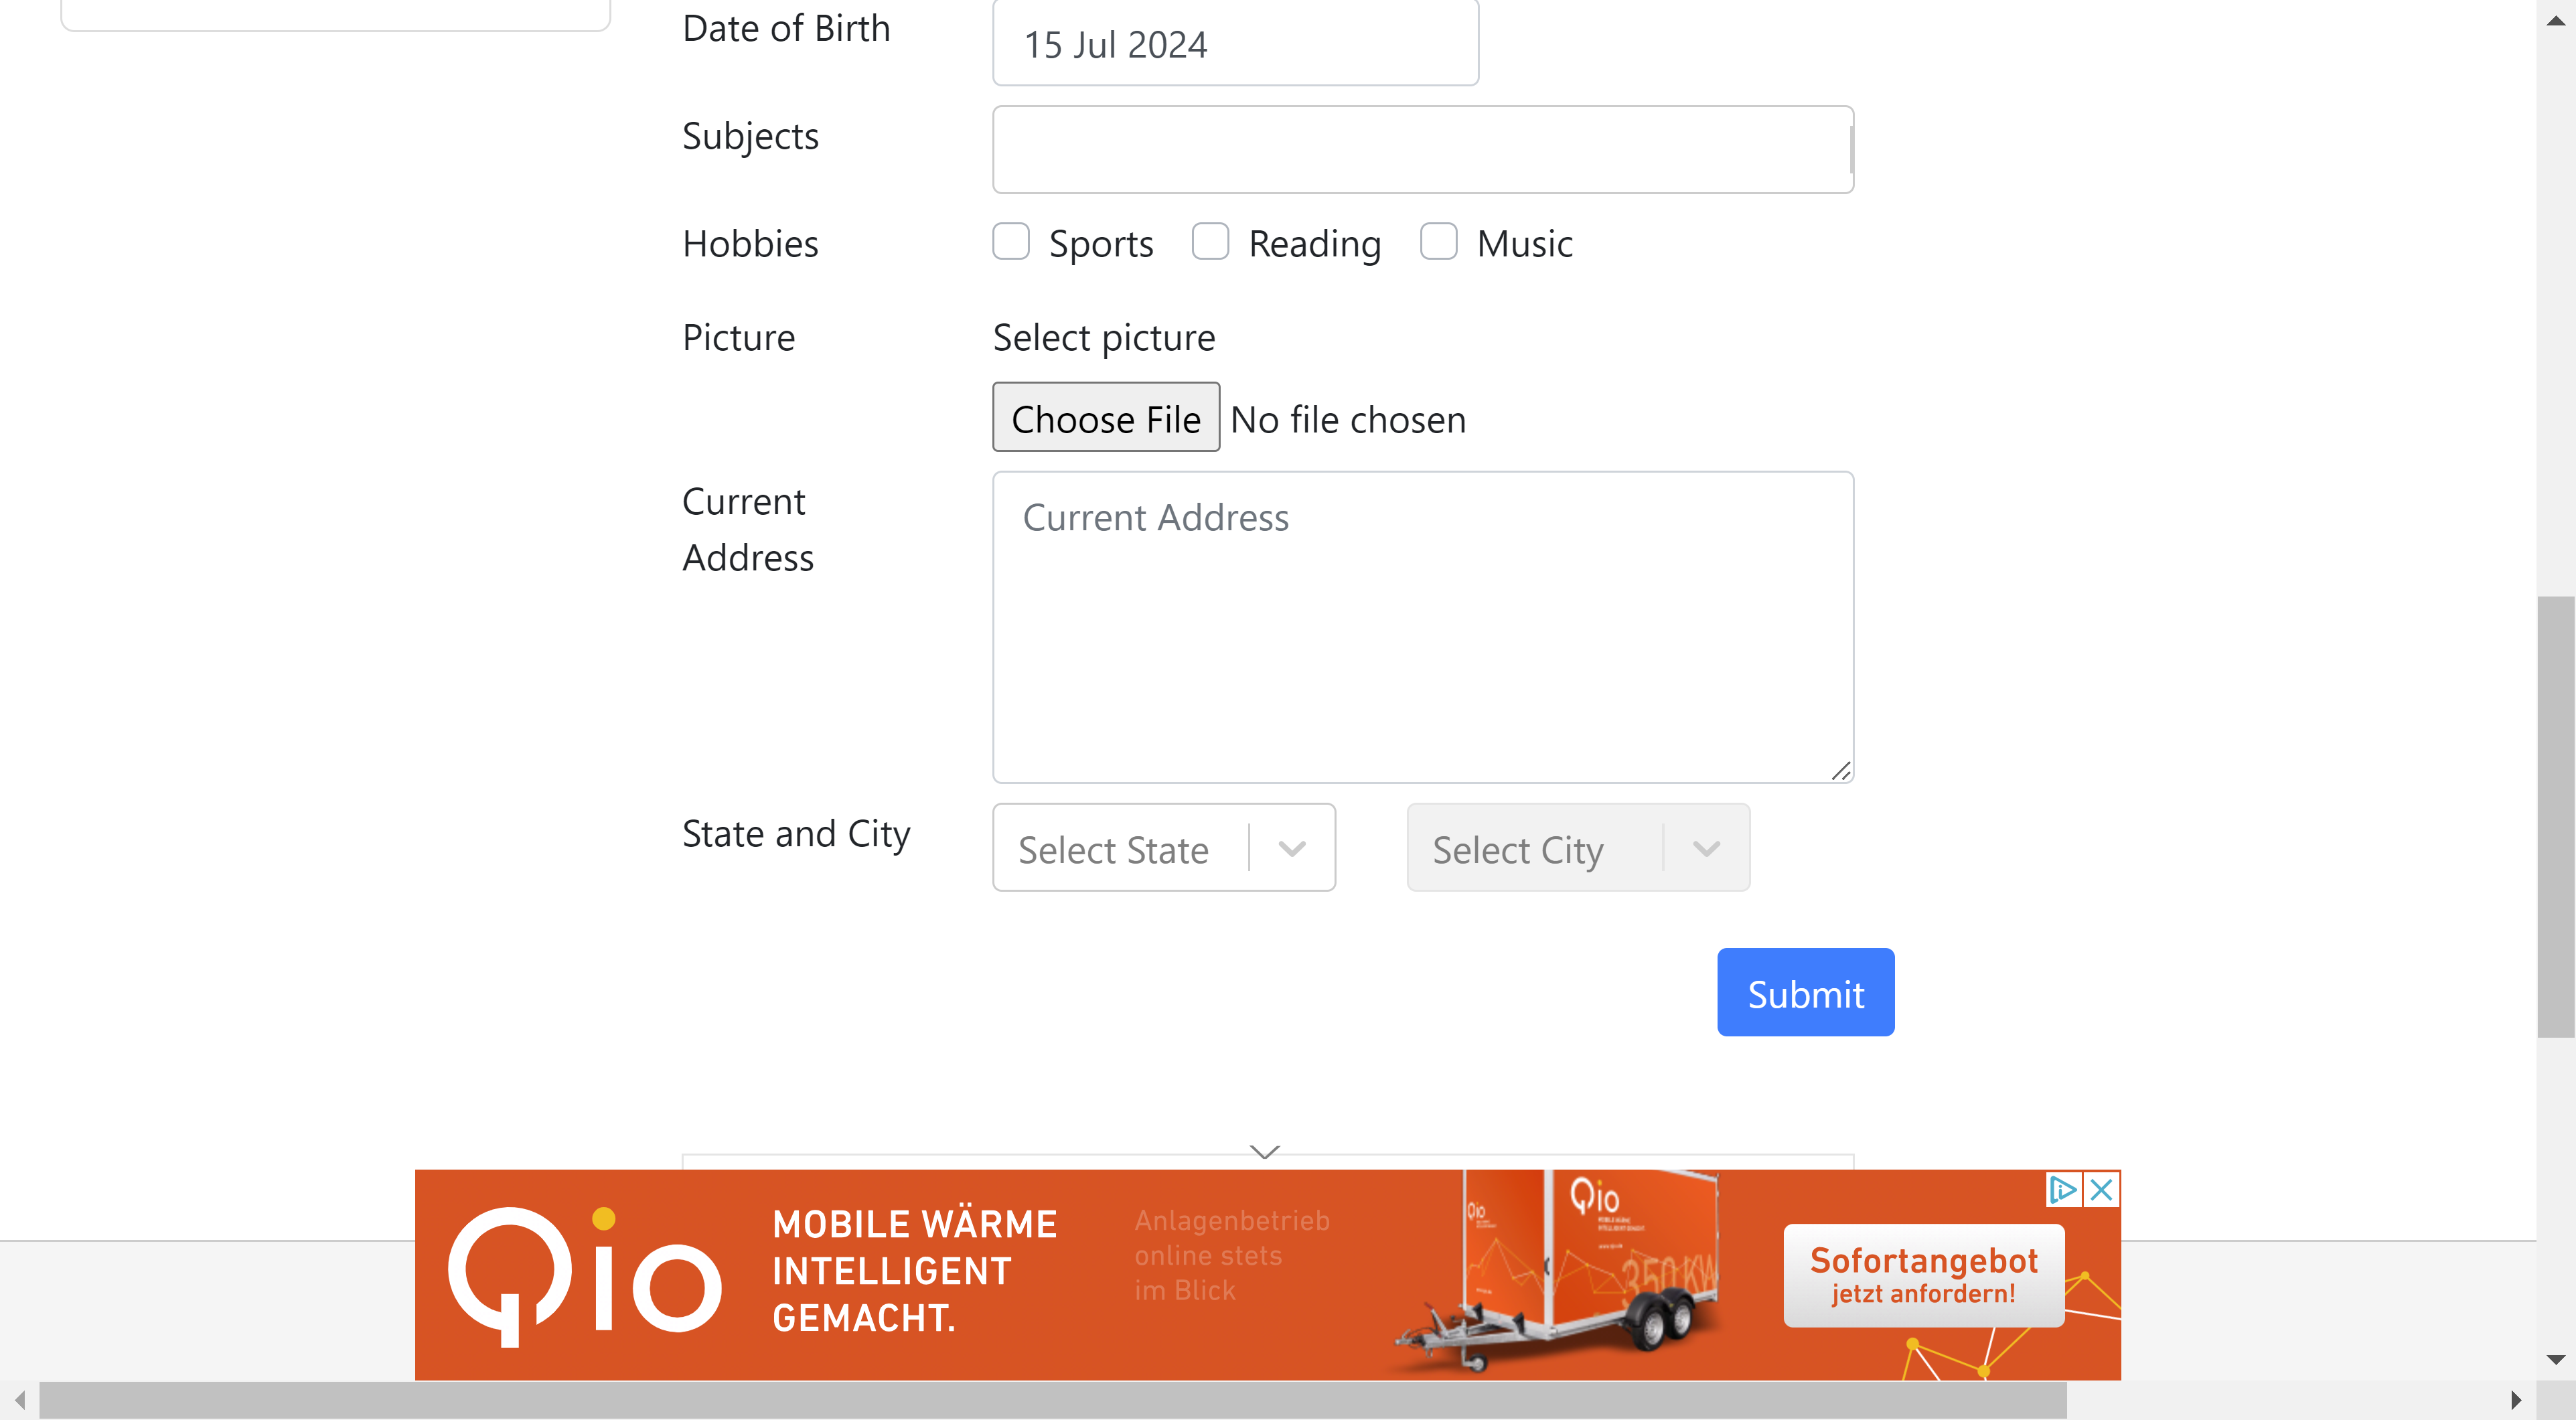 Date of Birth
15 Jul 2024
Subjects
Hobbies
Sports
Reading
Music
Picture
Select picture
Choose File
No file chosen
Current
Address
Current Address
State and City
Select State
Select City
Submit
Qio
MOBILE WÄRME
INTELLIGENT
GEMACHT.
Anlagenbetrieb
online stets
im Blick
Qio
Qio
350 KW
Sofortangebot
jetzt anfordern!